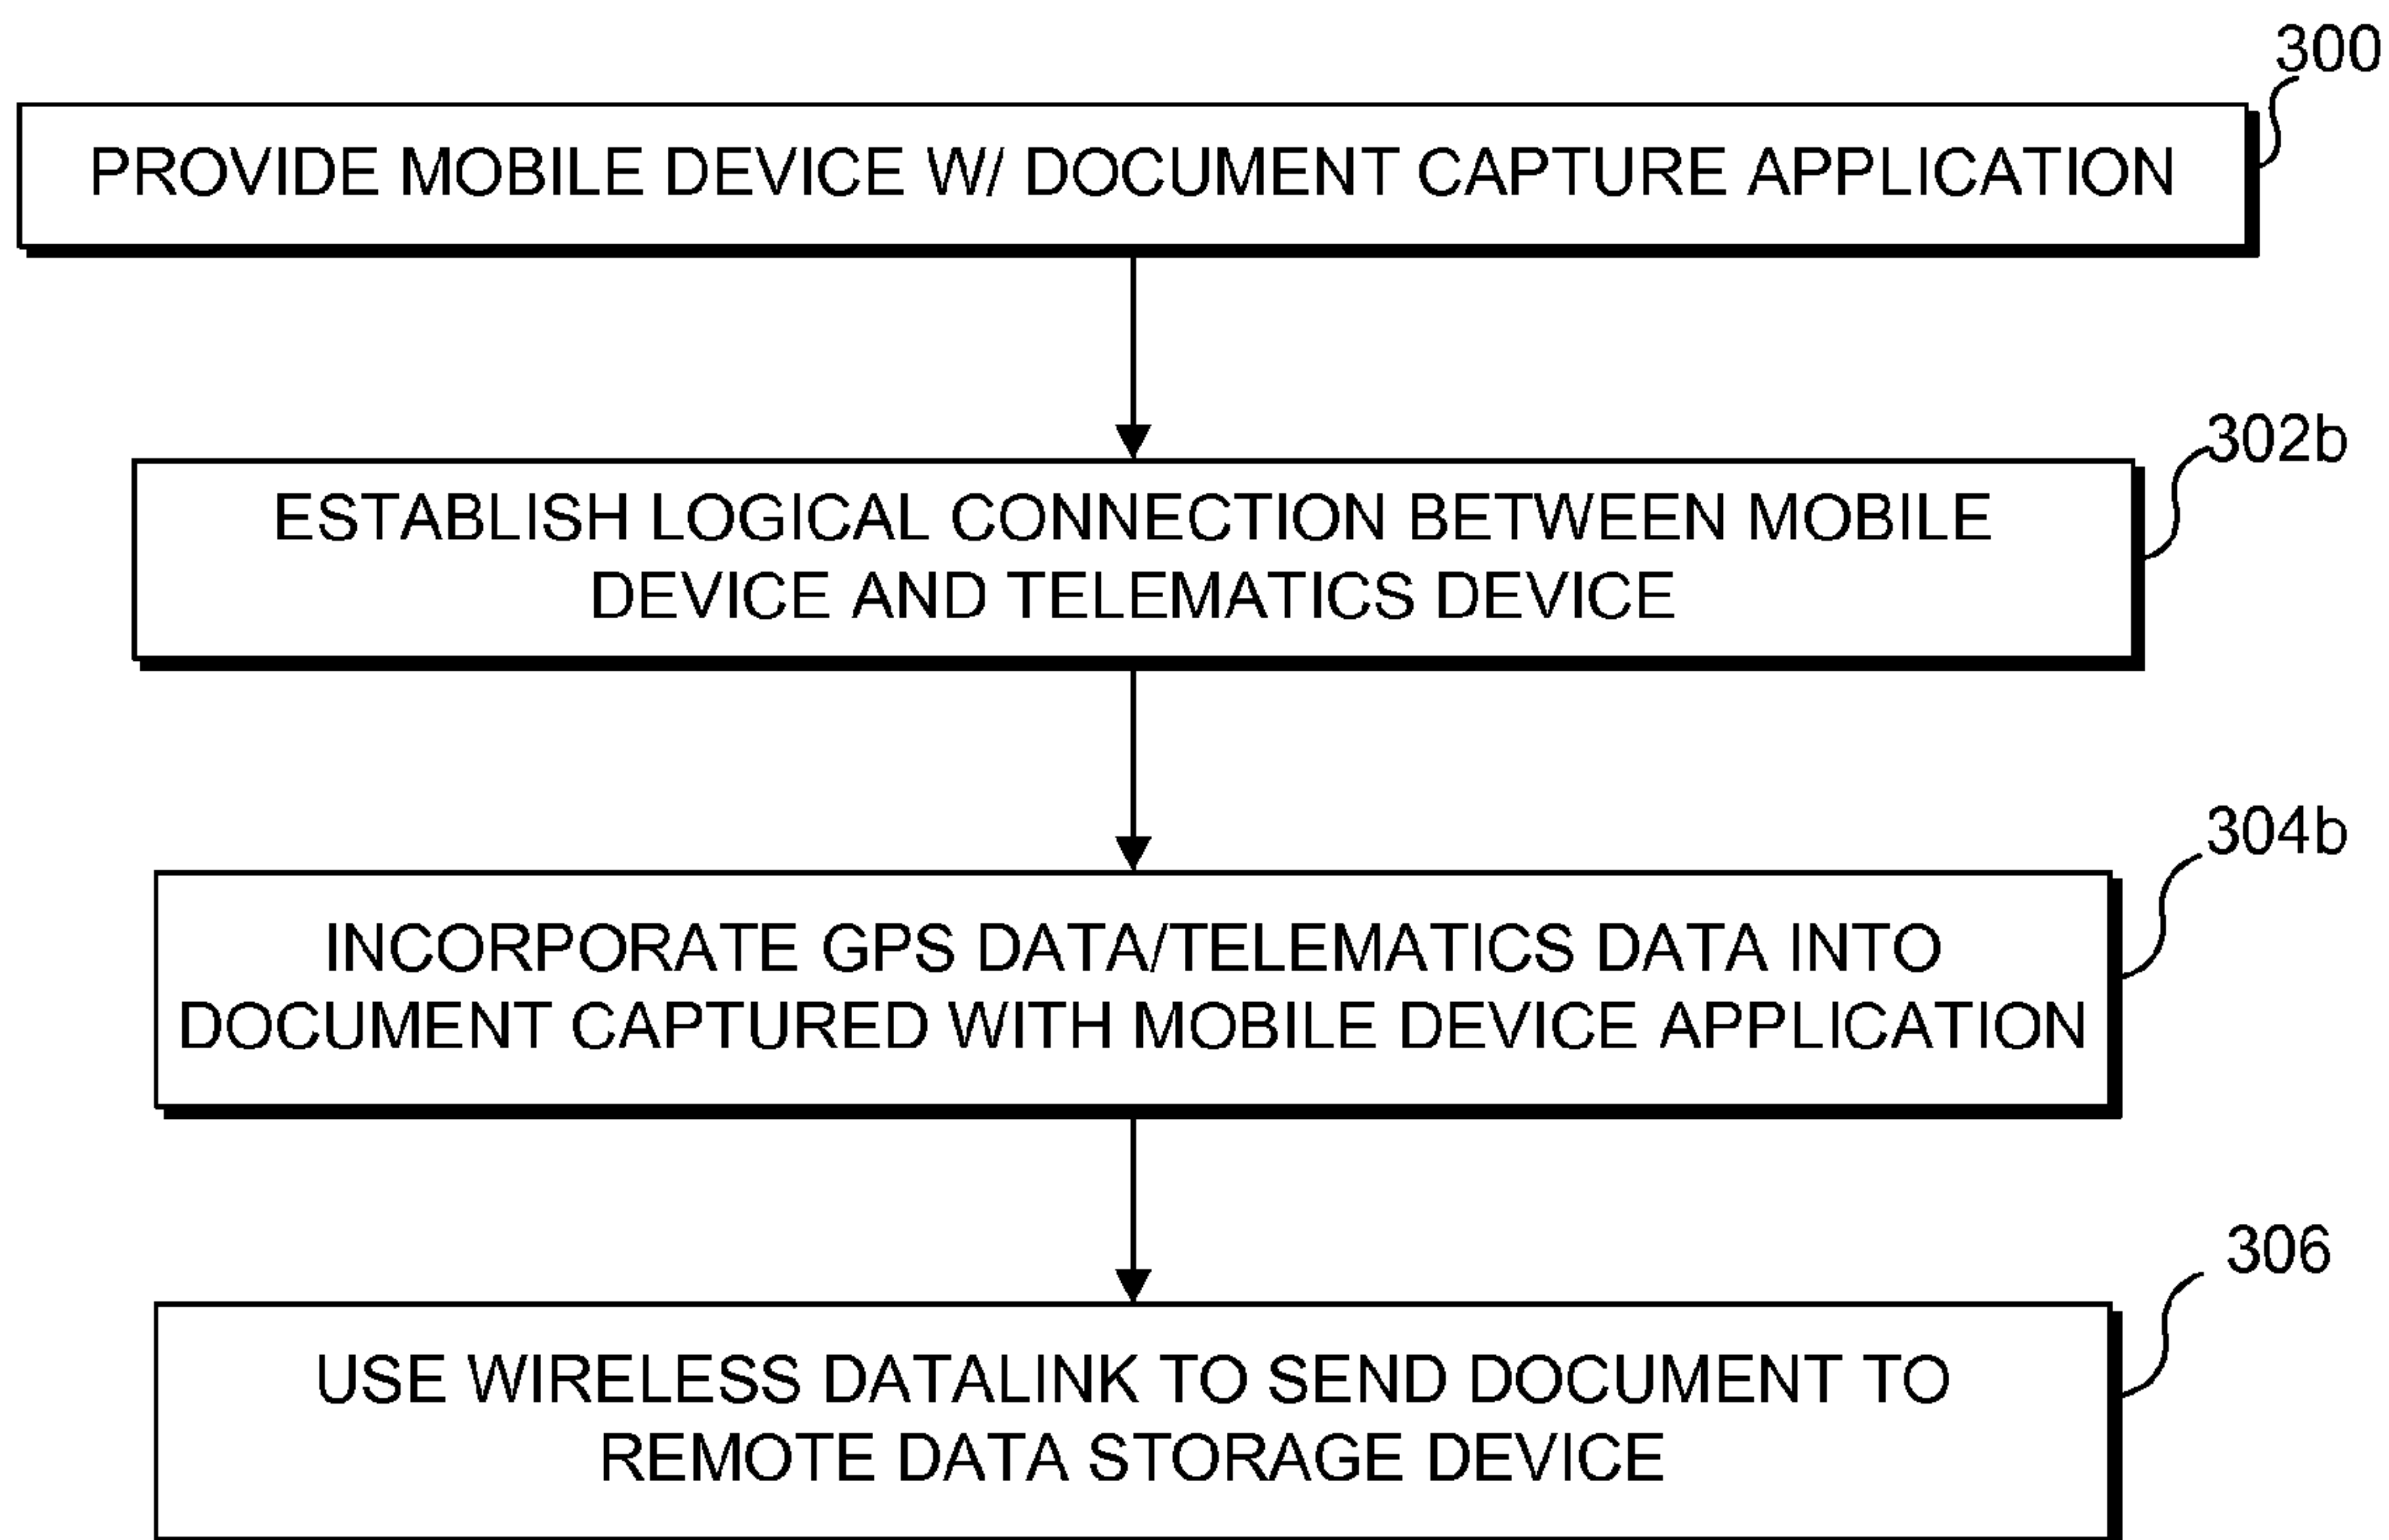 300
PROVIDE MOBILE DEVICE W/ DOCUMENT CAPTURE APPLICATION
302b
ESTABLISH LOGICAL CONNECTION BETWEEN MOBILE
DEVICE AND TELEMATICS DEVICE
304b
INCORPORATE GPS DATA/TELEMATICS DATA INTO
DOCUMENT CAPTURED WITH MOBILE DEVICE APPLICATION
306
USE WIRELESS DATALINK TO SEND DOCUMENT TO
REMOTE DATA STORAGE DEVICE